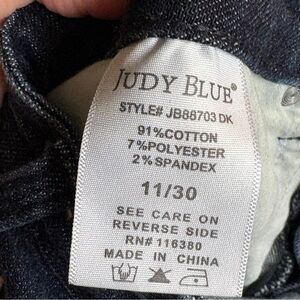 JUDY BLUE®
STYLE# JB88703 DK
91%COTTON
7%POLYESTER
2%SPANDEX
11/30
SEE CARE ON
REVERSE SIDE
RN# 116380
MADE IN CHINA